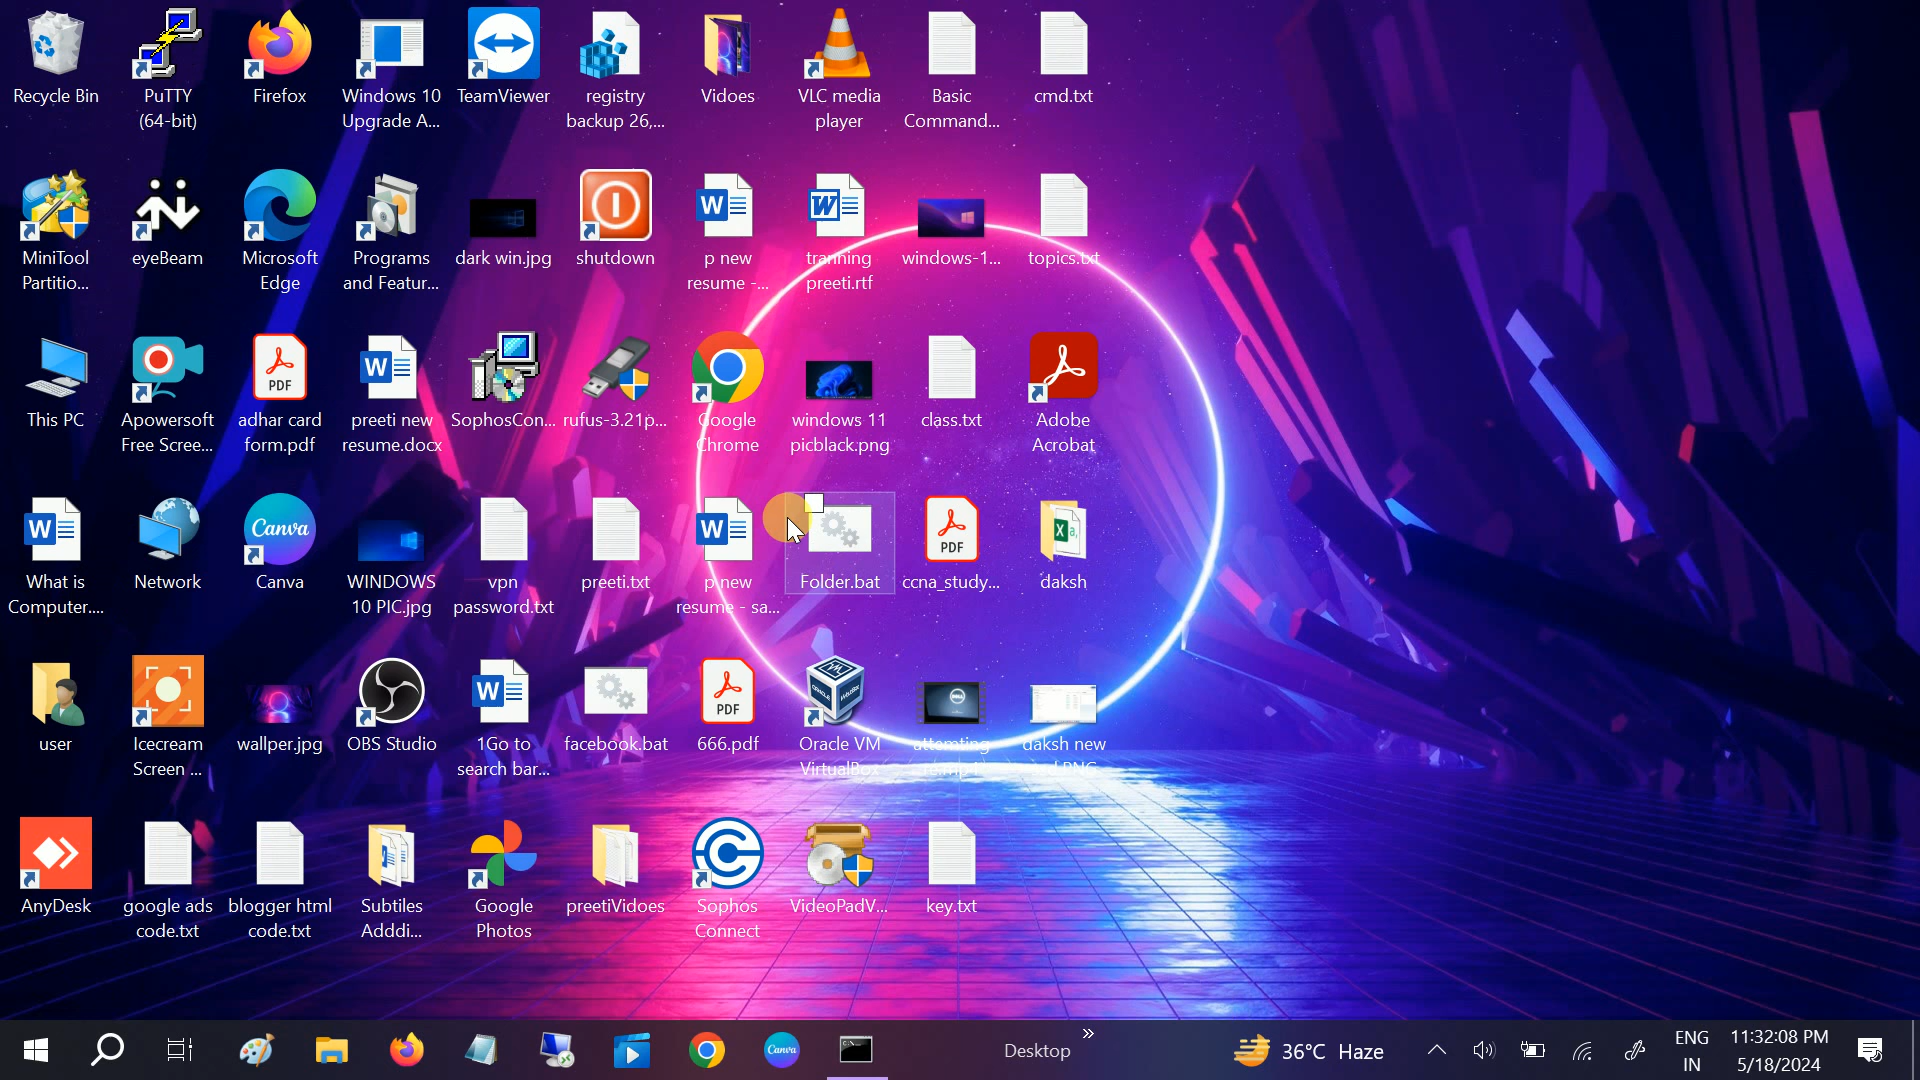 Recycle Bin
PuTTY
(64-bit)
Firefox
Windows 10
Upgrade A...
TeamViewer
registry
backup 26,...
Vidoes
VLC media
player
Basic
Command...
cmd.txt
MiniTool
Partitio...
eyeBeam
Microsoft
Edge
Programs
and Featur...
dark win.jpg
shutdown
p new
resume -...
tranning
preeti.rtf
windows-1...
topics.txt
This PC
Apowersoft
Free Scree...
PDF
adhar card
form.pdf
preeti new
resume.docx
SophosCon...
rufus-3.21p...
Google
Chrome
windows 11
picblack.png
class.txt
Adobe
Acrobat
What is
Computer....
Network
Canva
Canva
WINDOWS
10 PIC.jpg
vpn
password.txt
preeti.txt
p new
resume - sa...
Folder.bat
PDF
ccna_study...
daksh
user
Icecream
Screen ...
wallper.jpg
OBS Studio
1Go to
search bar...
facebook.bat
PDF
666.pdf
Oracle VM
VirtualBox
attemting
daksh new
AnyDesk
google ads
code.txt
blogger html
code.txt
Subtiles
Adddi...
Google
Photos
preetiVidoes
Sophos
Connect
VideoPadV...
key.txt
Canva
Desktop
36°C Haze
ENG
IN
11:32:08 PM
5/18/2024